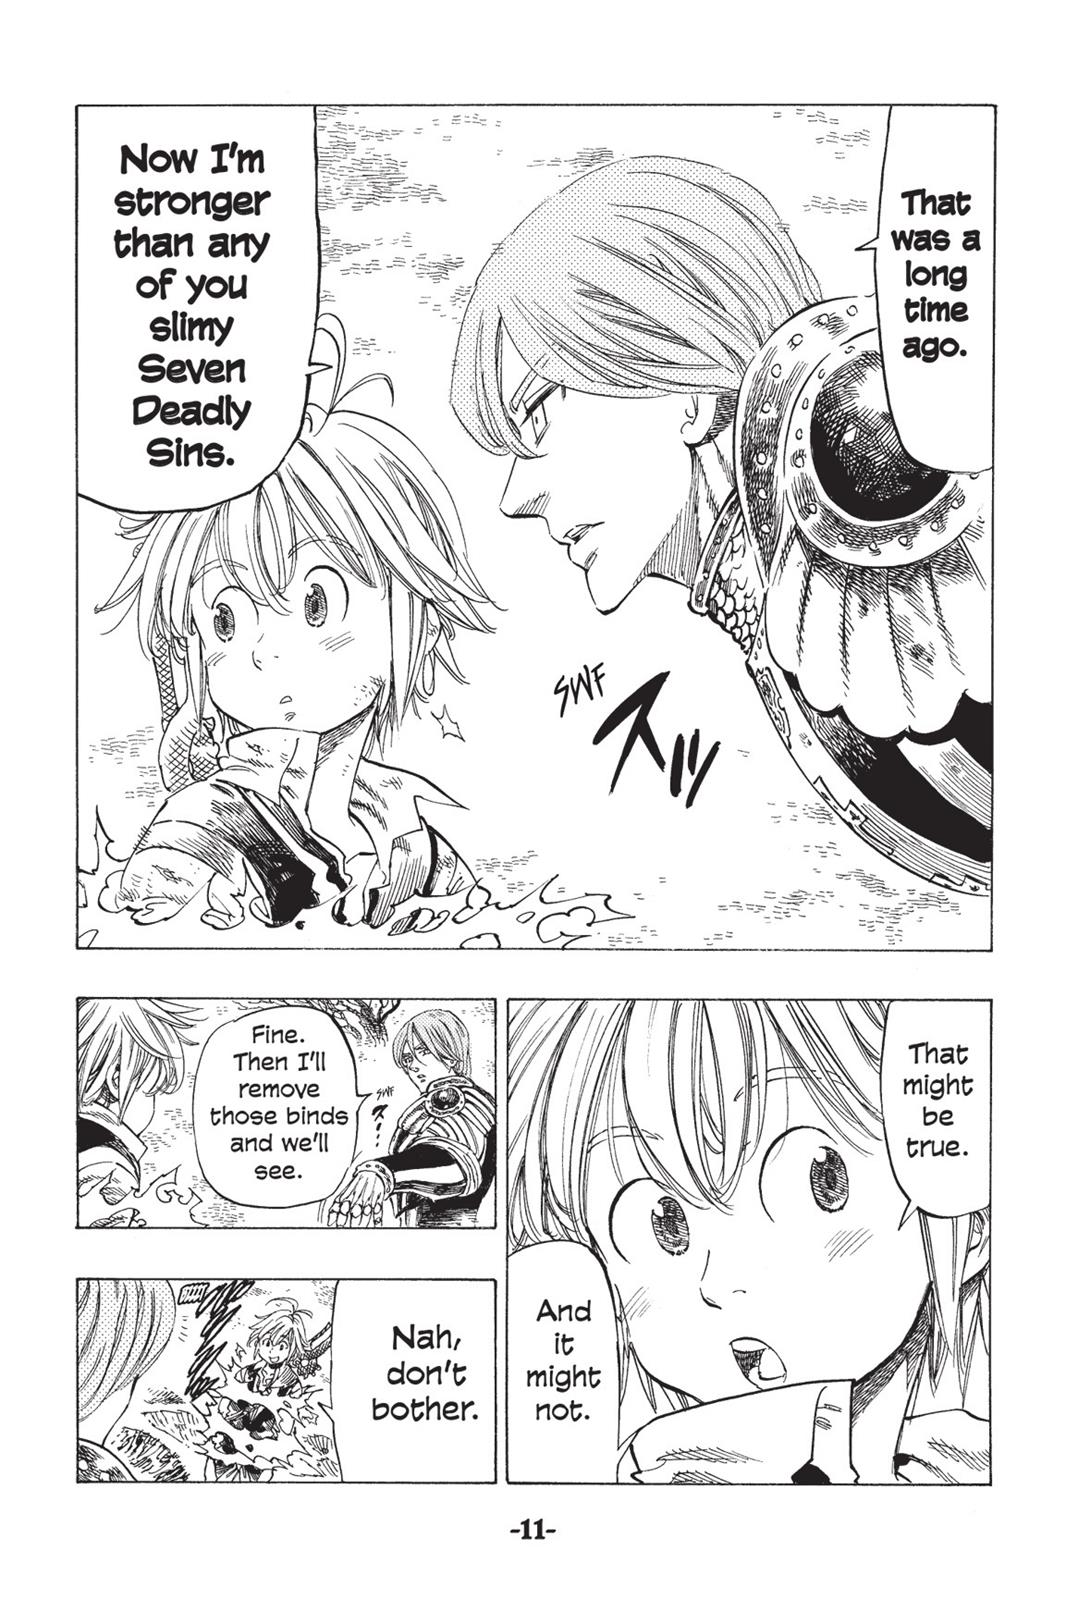 That
was a
long
time
ago.
Now I'm
stronger
than any
of you
slimy
Seven
Deadly
Sins.
SWF
スッ
That
might
be
true.
And
it
might
not.
Fine.
Then I'll
remove
those binds
and we'll
see.
SWF
ス…
Nah,
don't
bother.
-11-